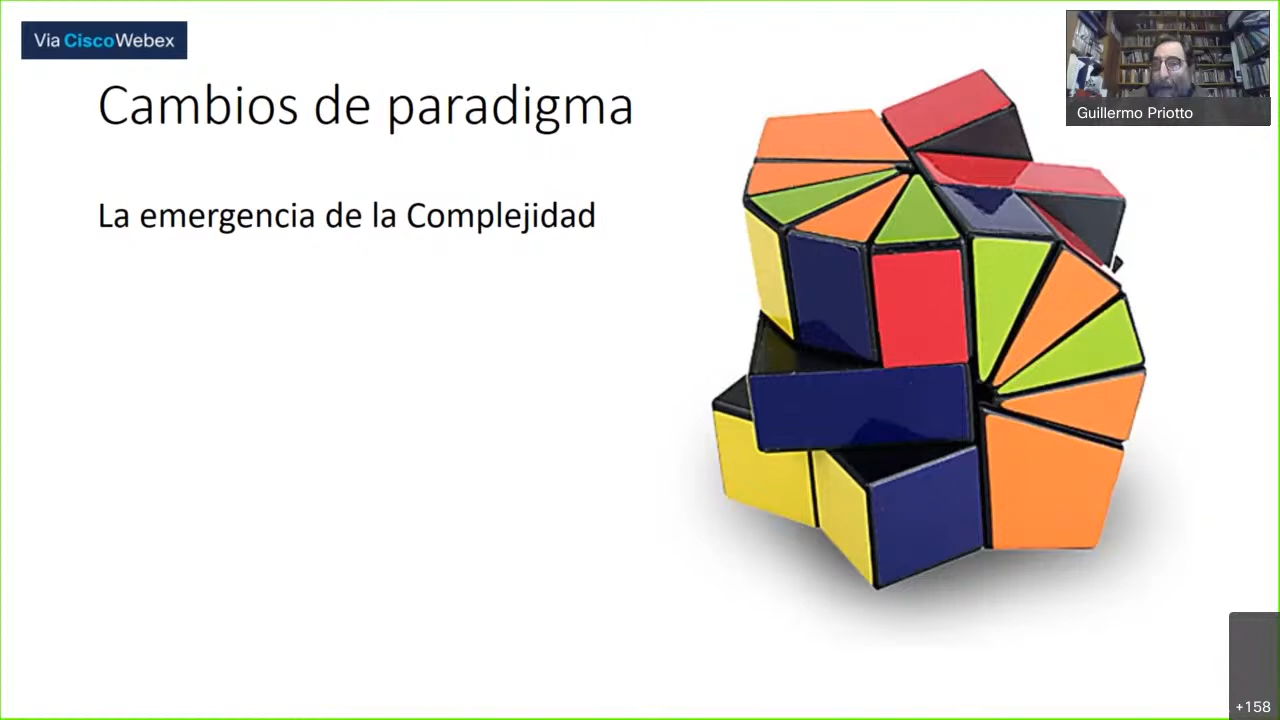 Via CiscoWebex
Cambios de paradigma
La emergencia de la Complejidad
Guillermo Priotto
+158